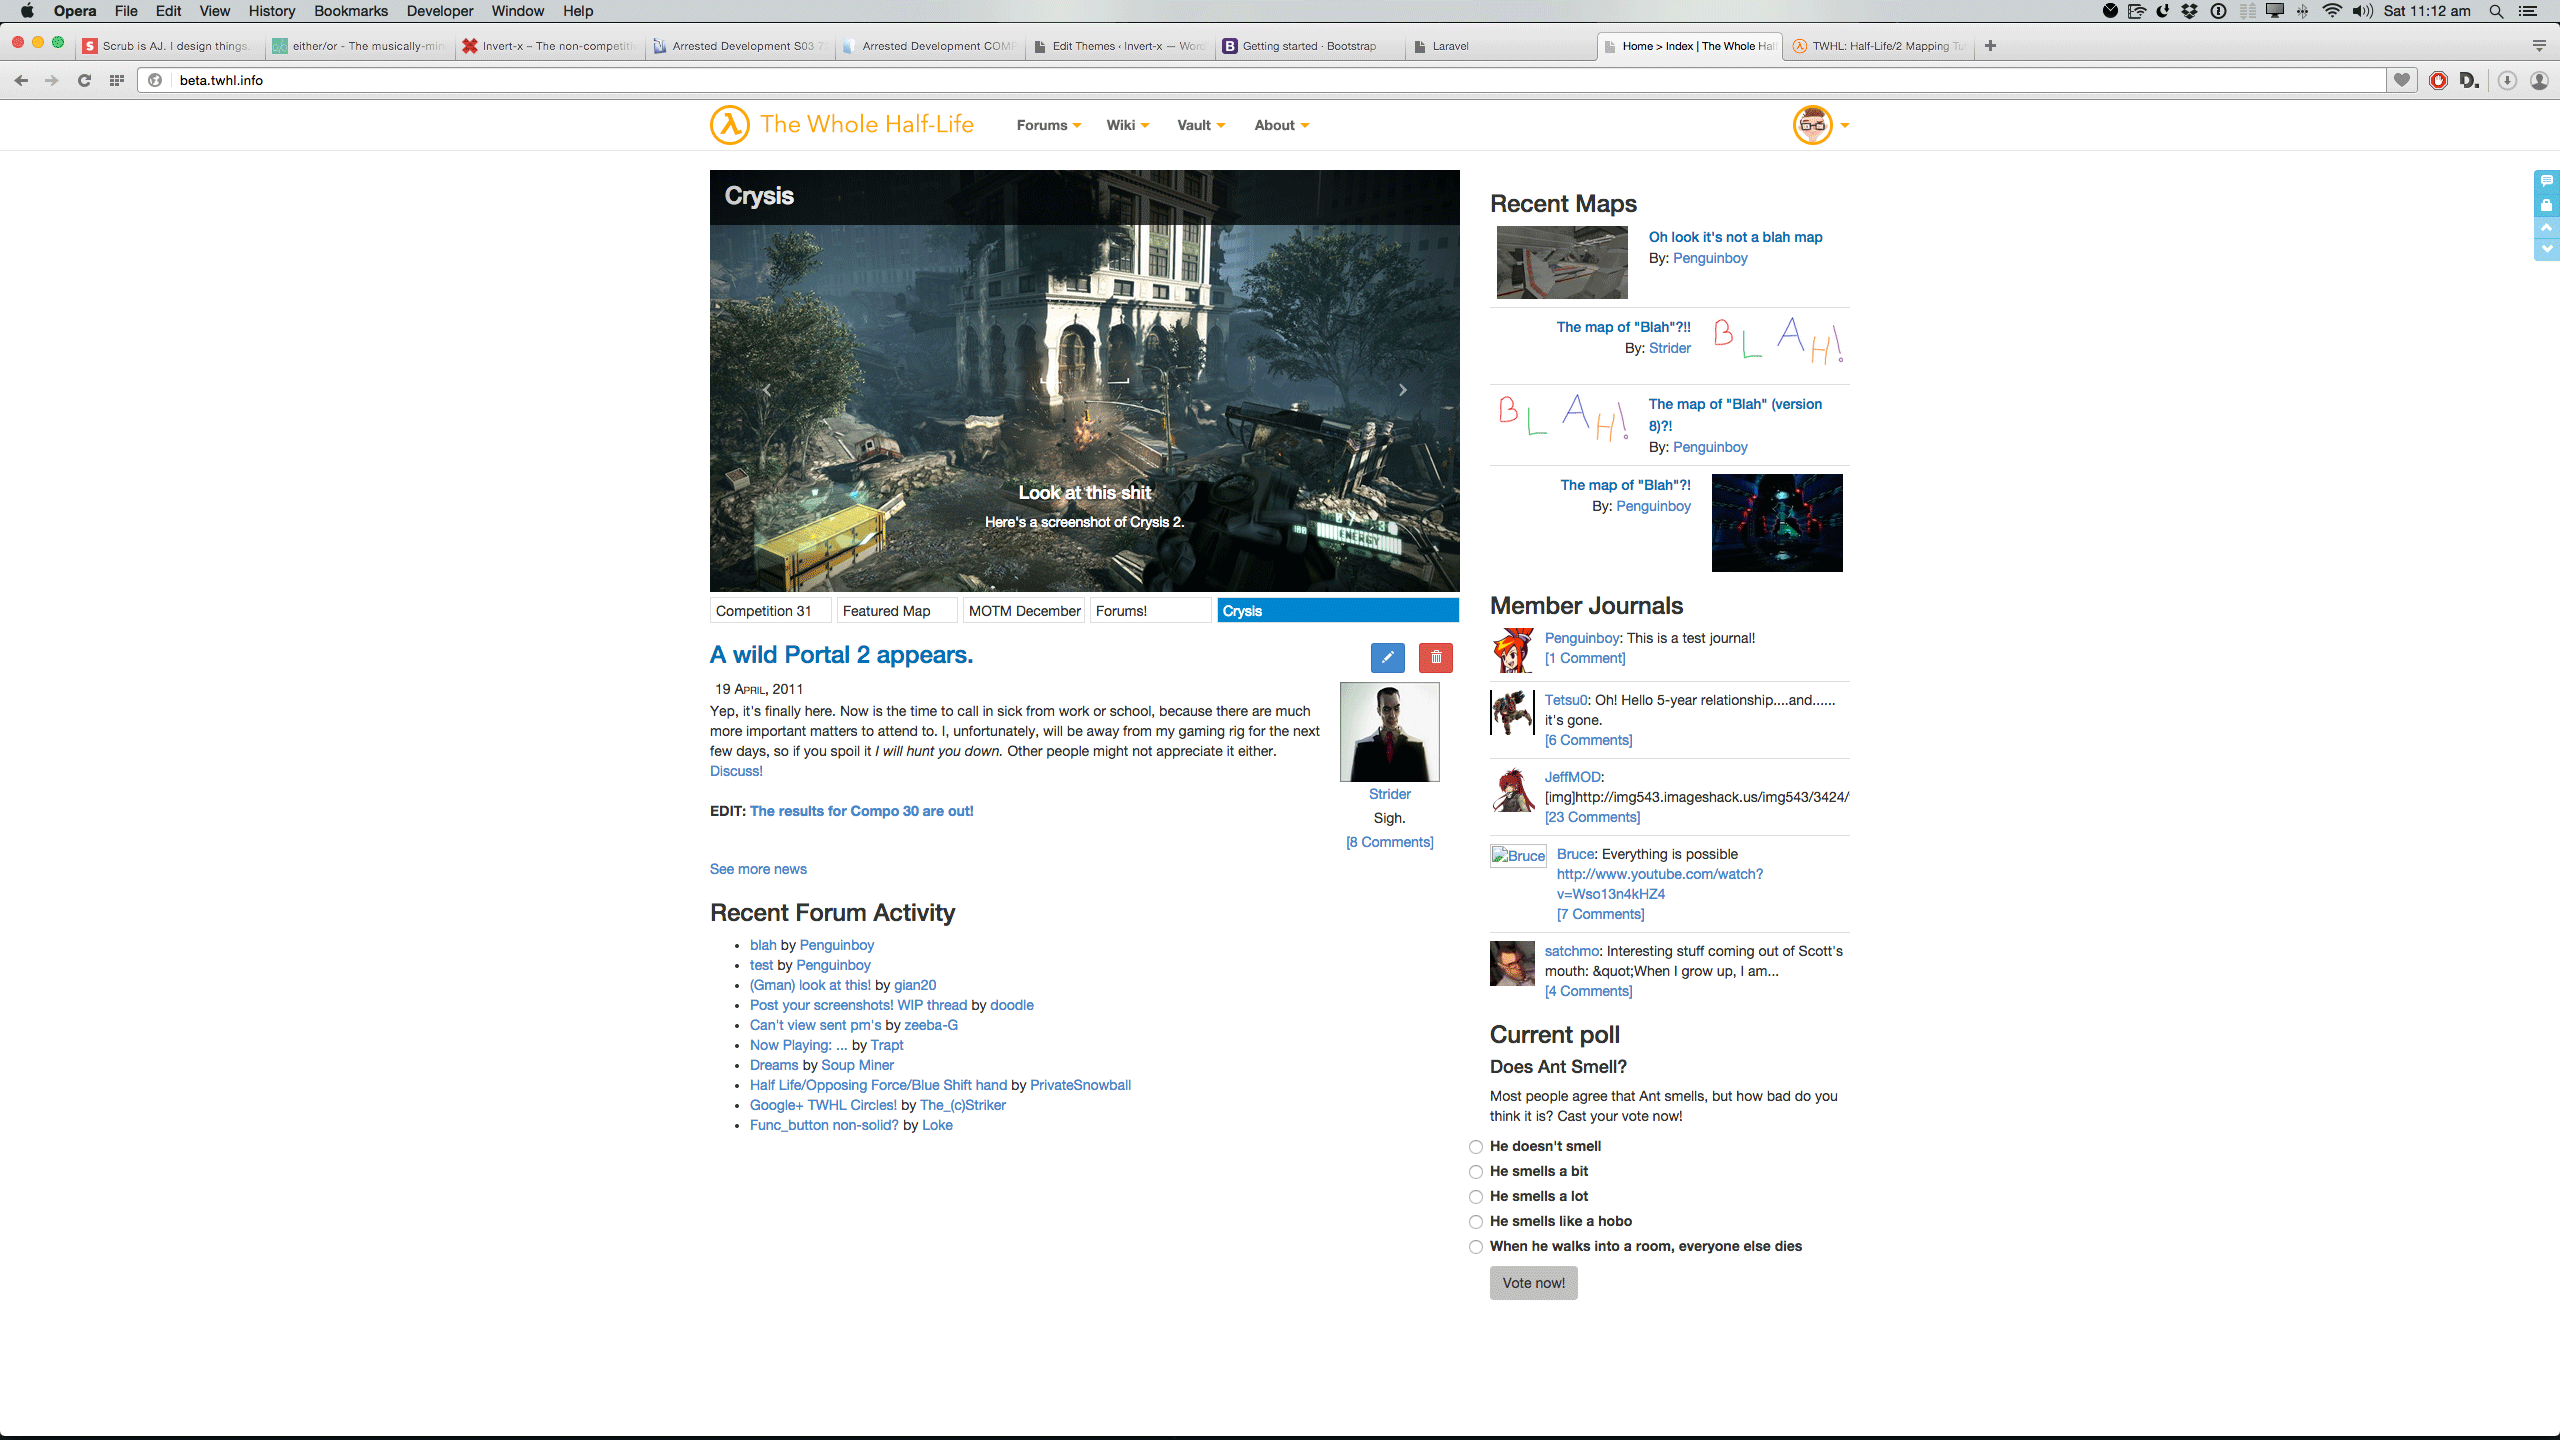 Opera File Edit View History Bookmarks Developer Window Help Sat 11:12 am
Scrub is AJ. I design things. either/or - The musically-min Invert-x – The non-competiti Arrested Development S03 7 Arrested Development COMP Edit Themes ‹ Invert-x — Word Getting started · Bootstrap Laravel Home > Index | The Whole Hal TWHL: Half-Life/2 Mapping Tu
beta.twhl.info
The Whole Half-Life Forums Wiki Vault About
Crysis
Look at this shit
Here's a screenshot of Crysis 2.
ENERGY
Competition 31 Featured Map MOTM December Forums! Crysis
A wild Portal 2 appears.
19 April, 2011
Yep, it's finally here. Now is the time to call in sick from work or school, because there are much
more important matters to attend to. I, unfortunately, will be away from my gaming rig for the next
few days, so if you spoil it I will hunt you down. Other people might not appreciate it either.
Discuss!
EDIT: The results for Compo 30 are out!
Strider
Sigh.
[8 Comments]
See more news
Recent Forum Activity
blah by Penguinboy
test by Penguinboy
(Gman) look at this! by gian20
Post your screenshots! WIP thread by doodle
Can't view sent pm's by zeeba-G
Now Playing: ... by Trapt
Dreams by Soup Miner
Half Life/Opposing Force/Blue Shift hand by PrivateSnowball
Google+ TWHL Circles! by The_(c)Striker
Func_button non-solid? by Loke
Recent Maps
Oh look it's not a blah map
By: Penguinboy
The map of "Blah"?!!
By: Strider
BLAH!
BLAH!
The map of "Blah" (version
8)?!
By: Penguinboy
The map of "Blah"?!
By: Penguinboy
Member Journals
Penguinboy: This is a test journal!
[1 Comment]
Tetsu0: Oh! Hello 5-year relationship....and......
it's gone.
[6 Comments]
JeffMOD:
[img]http://img543.imageshack.us/img543/3424/
[23 Comments]
Bruce
Bruce: Everything is possible
http://www.youtube.com/watch?
v=Wso13n4kHZ4
[7 Comments]
satchmo: Interesting stuff coming out of Scott's
mouth: &quot;When I grow up, I am...
[4 Comments]
Current poll
Does Ant Smell?
Most people agree that Ant smells, but how bad do you
think it is? Cast your vote now!
He doesn't smell
He smells a bit
He smells a lot
He smells like a hobo
When he walks into a room, everyone else dies
Vote now!